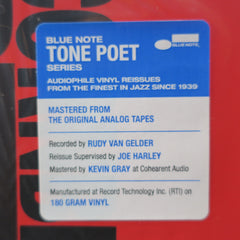 BLUE NOTE
TONE POET
SERIES
BLUE NOTE
AUDIOPHILE VINYL REISSUES
FROM THE FINEST IN JAZZ SINCE 1939
MASTERED FROM
THE ORIGINAL ANALOG TAPES
Recorded by RUDY VAN GELDER
Reissue Supervised by JOE HARLEY
Mastered by KEVIN GRAY at Cohearent Audio
Manufactured at Record Technology Inc. (RTI) on
180 GRAM VINYL